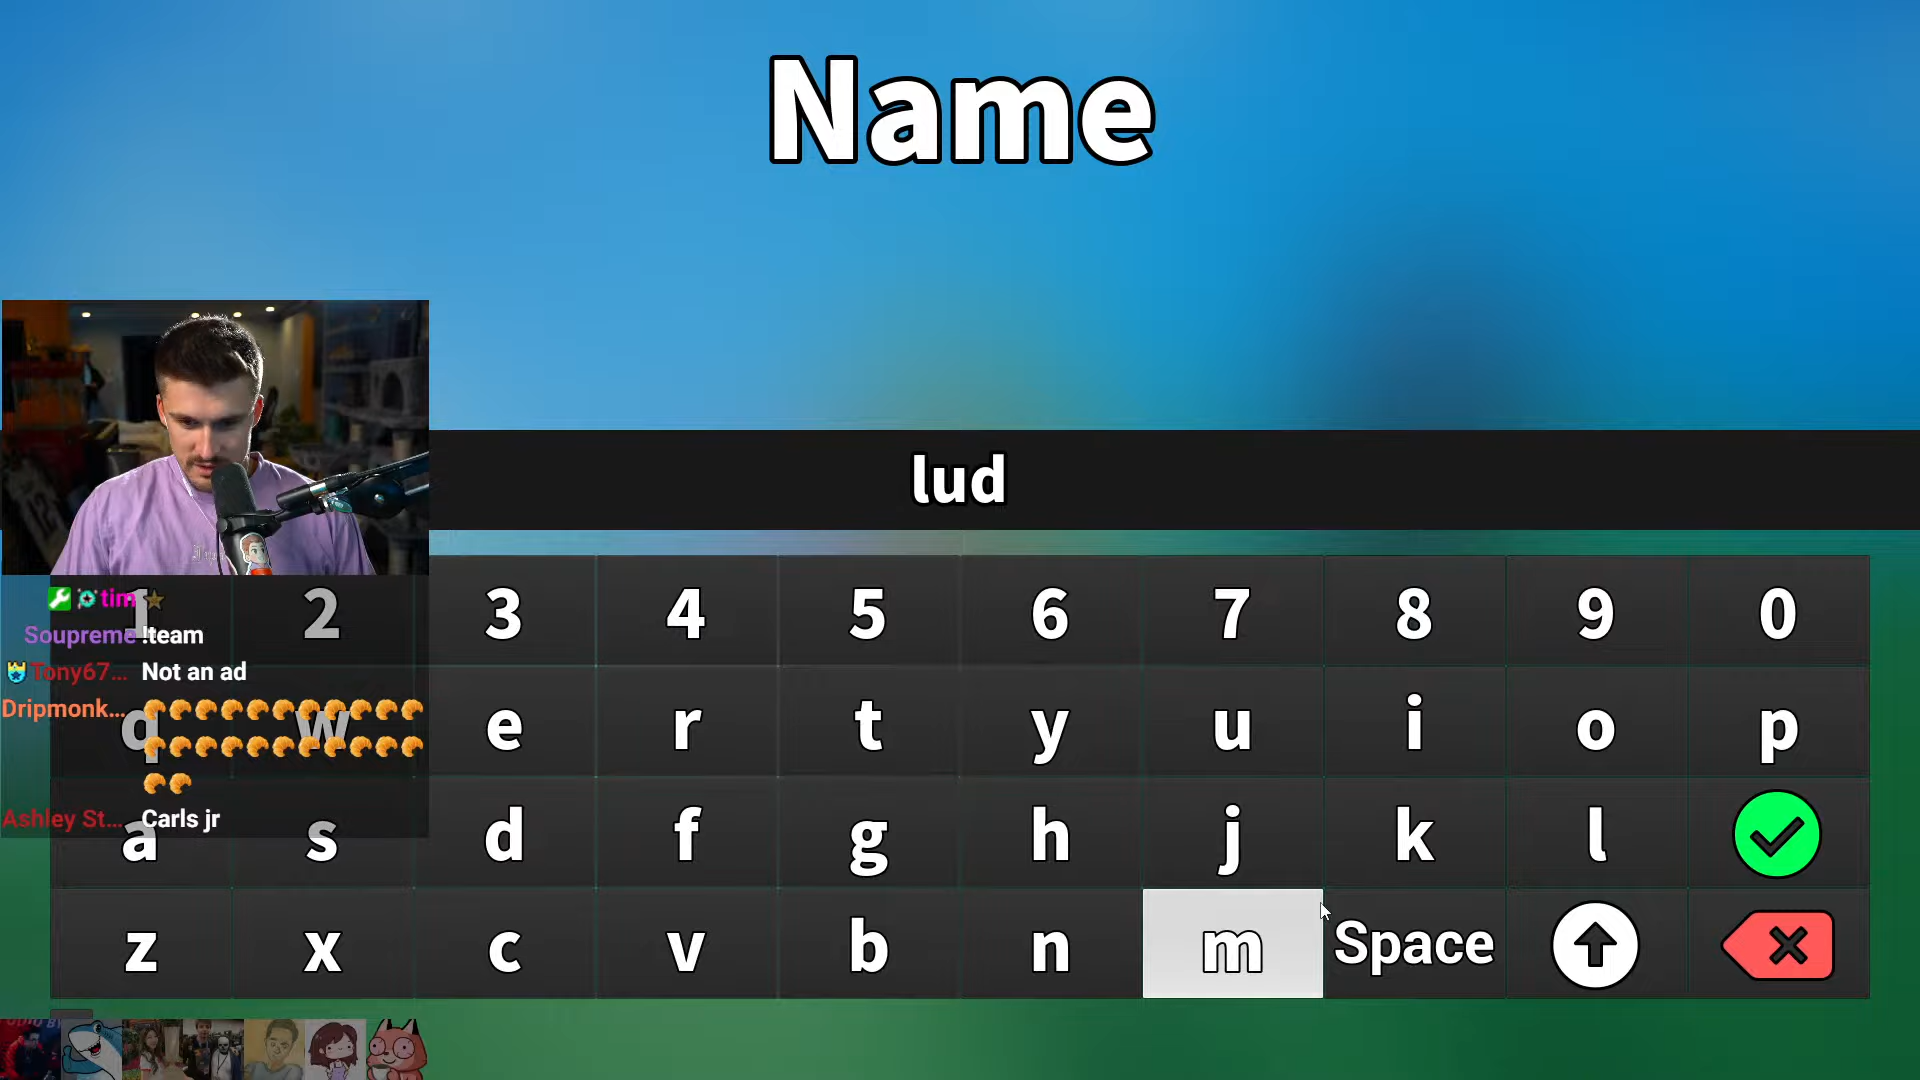 Name
lud
1 2 3 4 5 6 7 8 9 0
q w e r t y u i o p
a s d f g h j k l
z x c v b n m Space
tim
Soupreme !team
Tony67... Not an ad
Dripmonk...
Ashley St... Carls jr